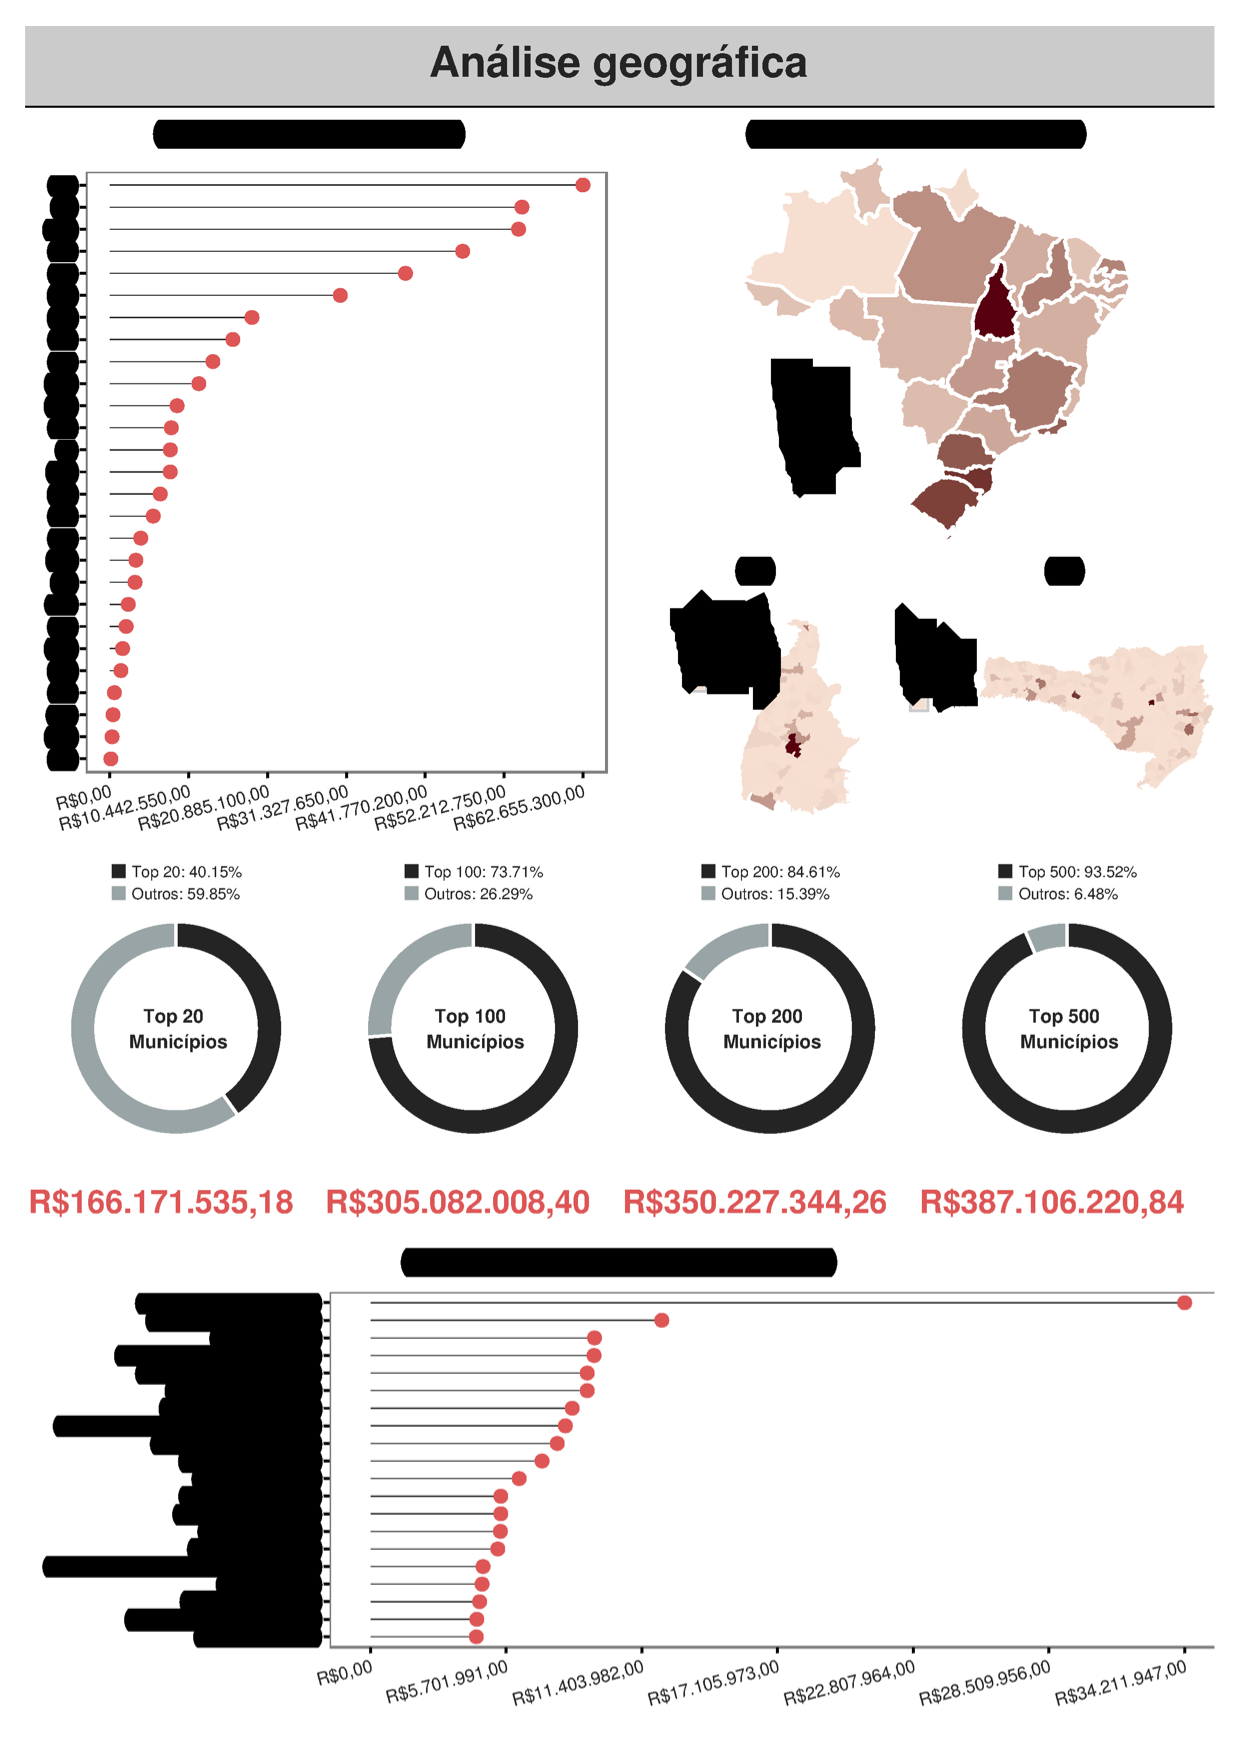 Análise geográfica
R$0,00
R$10.442.550,00
R$20.885.100,00
R$31.327.650,00
R$41.770.200,00
R$52.212.750,00
R$62.655.300,00
Top 20: 40.15%
Outros: 59.85%
Top 100: 73.71%
Outros: 26.29%
Top 200: 84.61%
Outros: 15.39%
Top 500: 93.52%
Outros: 6.48%
Top 20
Municípios
Top 100
Municípios
Top 200
Municípios
Top 500
Municípios
R$166.171.535,18
R$305.082.008,40
R$350.227.344,26
R$387.106.220,84
R$0,00
R$5.701.991,00
R$11.403.982,00
R$17.105.973,00
R$22.807.964,00
R$28.509.956,00
R$34.211.947,00